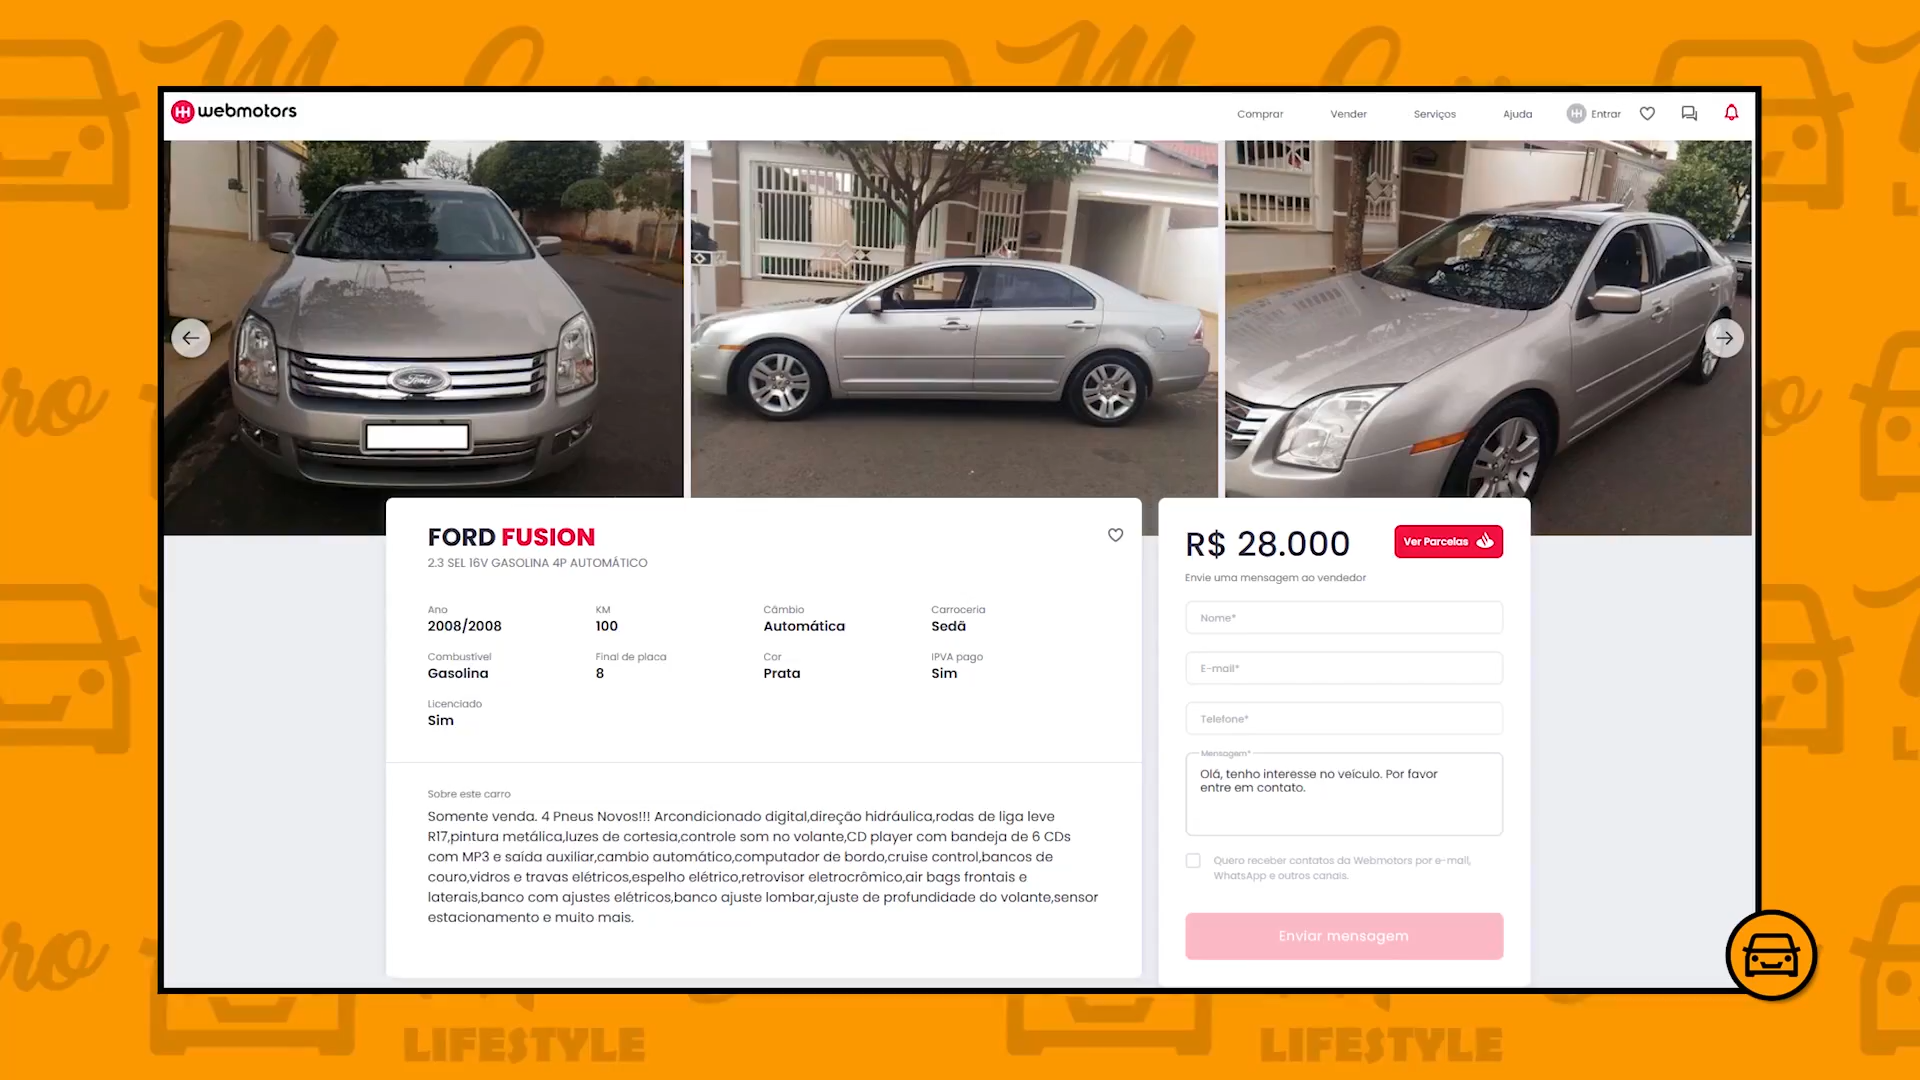 webmotors
Comprar
Vender
Serviços
Ajuda
Entrar
Ford
FORD FUSION
2.3 SEL 16V GASOLINA 4P AUTOMÁTICO
Ano
2008/2008
KM
100
Câmbio
Automática
Carroceria
Sedã
Combustível
Gasolina
Final de placa
8
Cor
Prata
IPVA pago
Sim
Licenciado
Sim
Sobre este carro
Somente venda. 4 Pneus Novos!!! Arcondicionado digital,direção hidráulica,rodas de liga leve
R17,pintura metálica,luzes de cortesia,controle som no volante,CD player com bandeja de 6 CDs
com MP3 e saída auxiliar,cambio automático,computador de bordo,cruise control,bancos de
couro,vidros e travas elétricos,espelho elétrico,retrovisor eletrocrômico,air bags frontais e
laterais,banco com ajustes elétricos,banco ajuste lombar,ajuste de profundidade do volante,sensor
estacionamento e muito mais.
R$ 28.000
Ver Parcelas
Envie uma mensagem ao vendedor
Nome*
E-mail*
Telefone*
Mensagem*
Olá, tenho interesse no veículo. Por favor
entre em contato.
Quero receber contatos da Webmotors por e-mail,
WhatsApp e outros canais.
Enviar mensagem
LIFESTYLE
LIFESTYLE